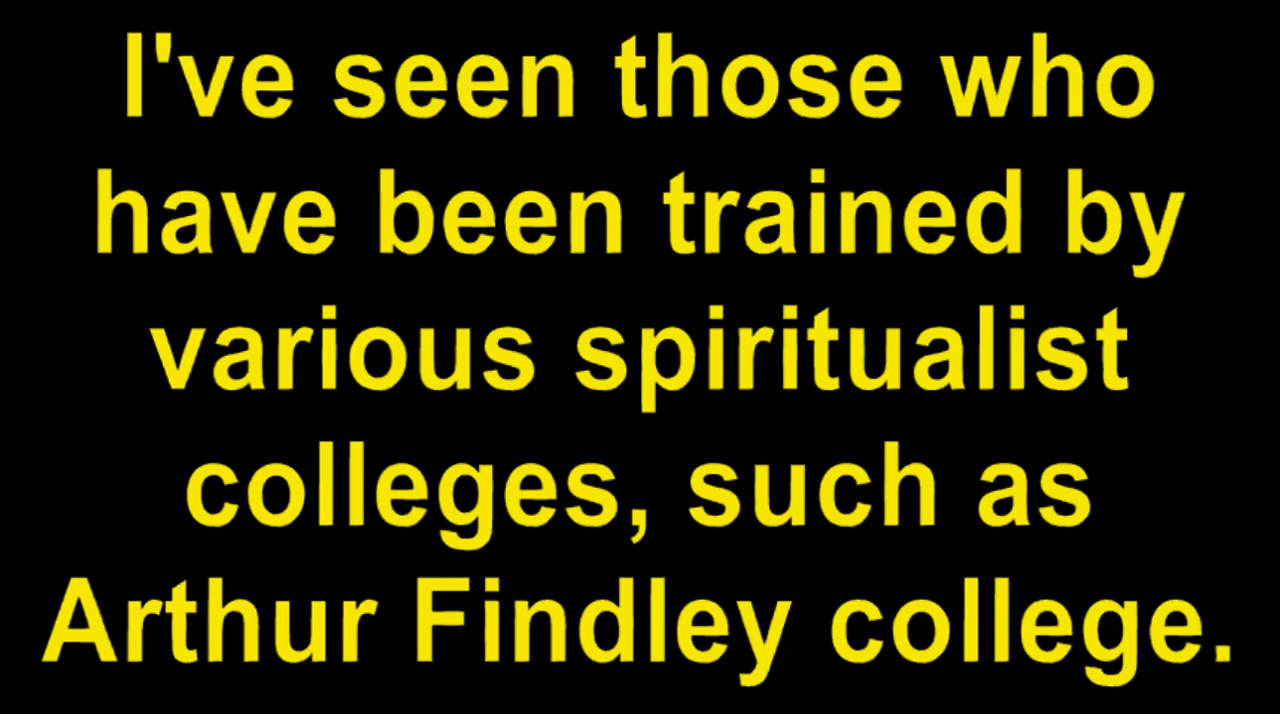 I've seen those who
have been trained by
various spiritualist
colleges, such as
Arthur Findley college.